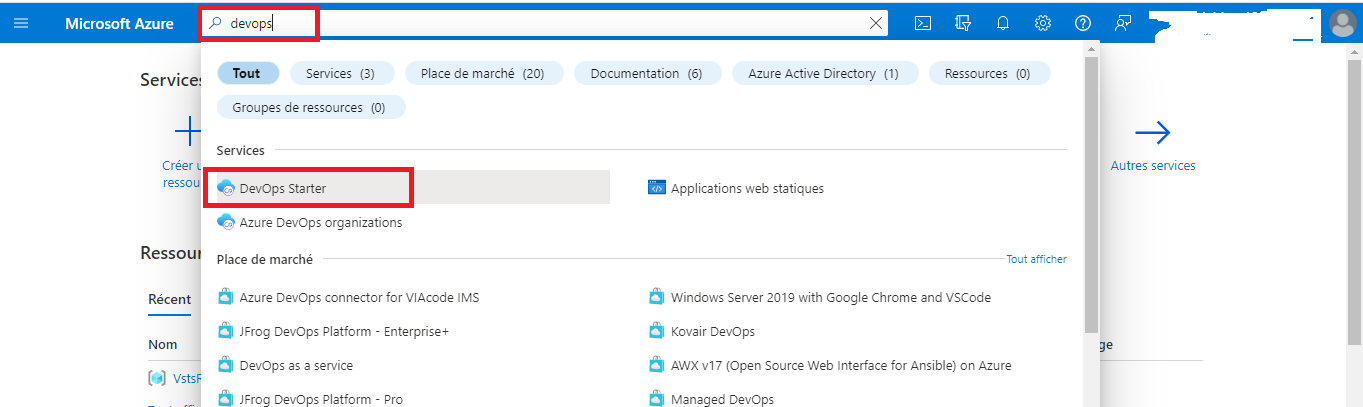 Microsoft Azure devops
Tout Services (3) Place de marché (20) Documentation (6) Azure Active Directory (1) Ressources (0)
Groupes de ressources (0)
Services
Services
Créer u
ressou
Autres services
DevOps Starter Applications web statiques
Azure DevOps organizations
Ressour
Place de marché Tout afficher
Récent
Azure DevOps connector for VIAcode IMS Windows Server 2019 with Google Chrome and VSCode
JFrog DevOps Platform - Enterprise+ Kovair DevOps
Nom ge
DevOps as a service AWX v17 (Open Source Web Interface for Ansible) on Azure
VstsR
JFrog DevOps Platform - Pro Managed DevOps